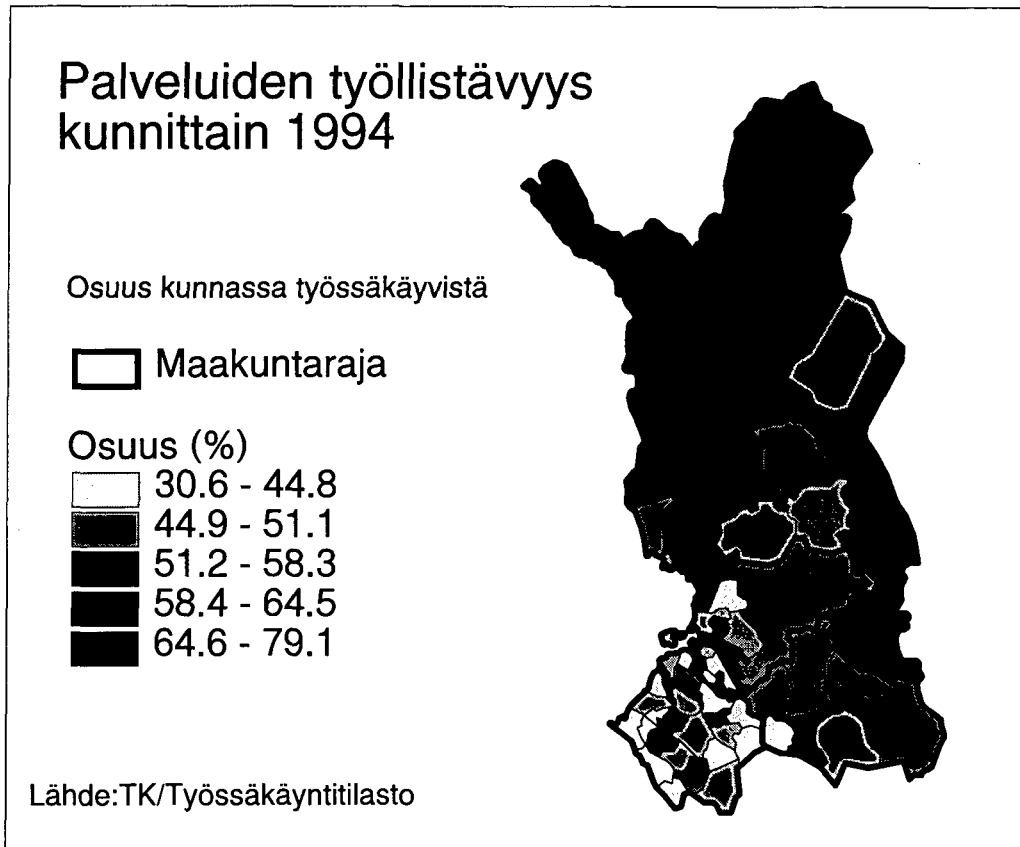 Palveluiden työllistävyys
kunnittain 1994
Osuus kunnassa työssäkäyvistä
Maakuntaraja
Osuus (%)
30.6 - 44.8
44.9 - 51.1
51.2 - 58.3
58.4 - 64.5
64.6 - 79.1
Lähde:TK/Työssäkäyntitilasto